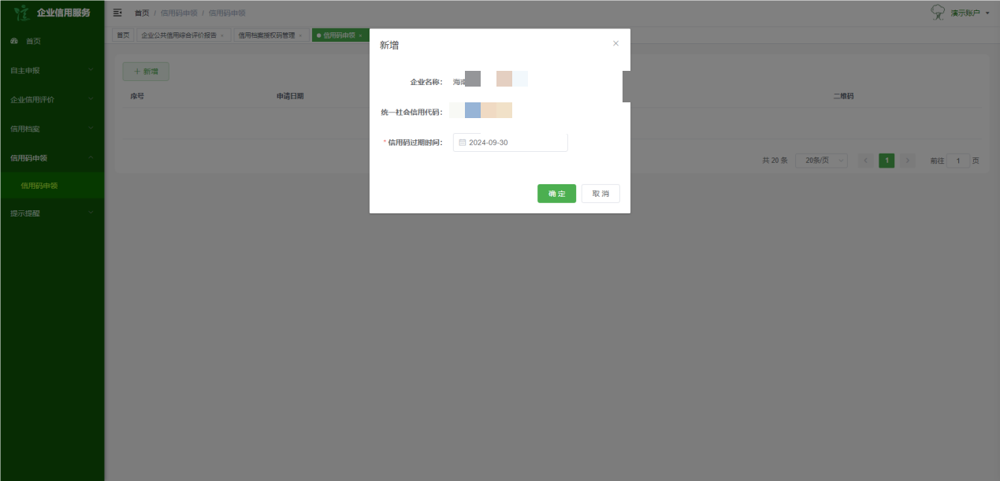 企业信用服务
首页 / 信用码申领 / 信用码申领
演示账户
首页
企业公共信用综合评价报告 ×
信用档案授权码管理 ×
信用码申领 ×
首页
自主申报
企业信用评价
信用档案
信用码申领
信用码申领
提示提醒
+ 新增
序号
申请日期
二维码
共 20 条
20条/页
< 1 >
前往 1 页
新增
×
企业名称:
统一社会信用代码:
* 信用码过期时间:
2024-09-30
确 定
取 消